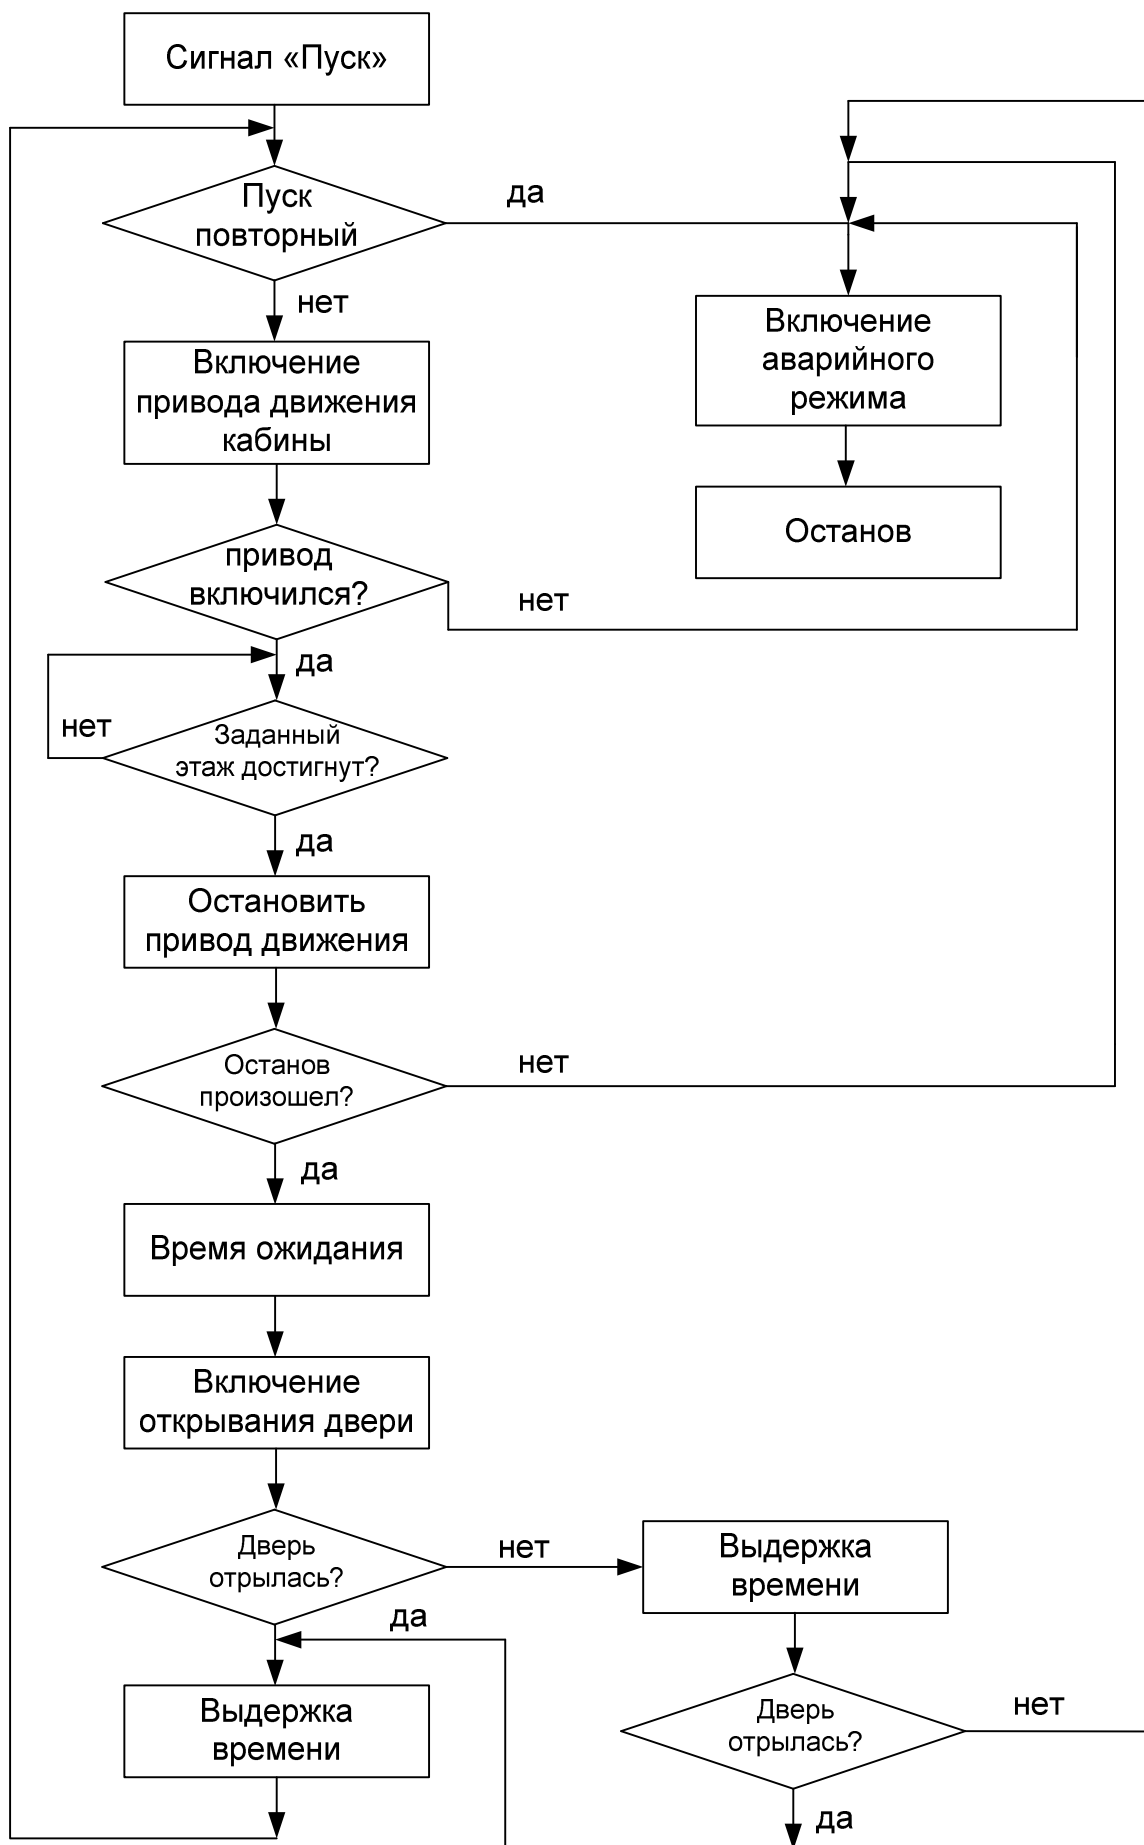 Сигнал «Пуск»
Пуск
повторный
да
нет
Включение
привода движения
кабины
Включение
аварийного
режима
Останов
привод
включился?
нет
да
нет
Заданный
этаж достигнут?
да
Остановить
привод движения
Останов
произошел?
нет
да
Время ожидания
Включение
открывания двери
Дверь
отрылась?
нет
Выдержка
времени
да
Выдержка
времени
Дверь
отрылась?
нет
да